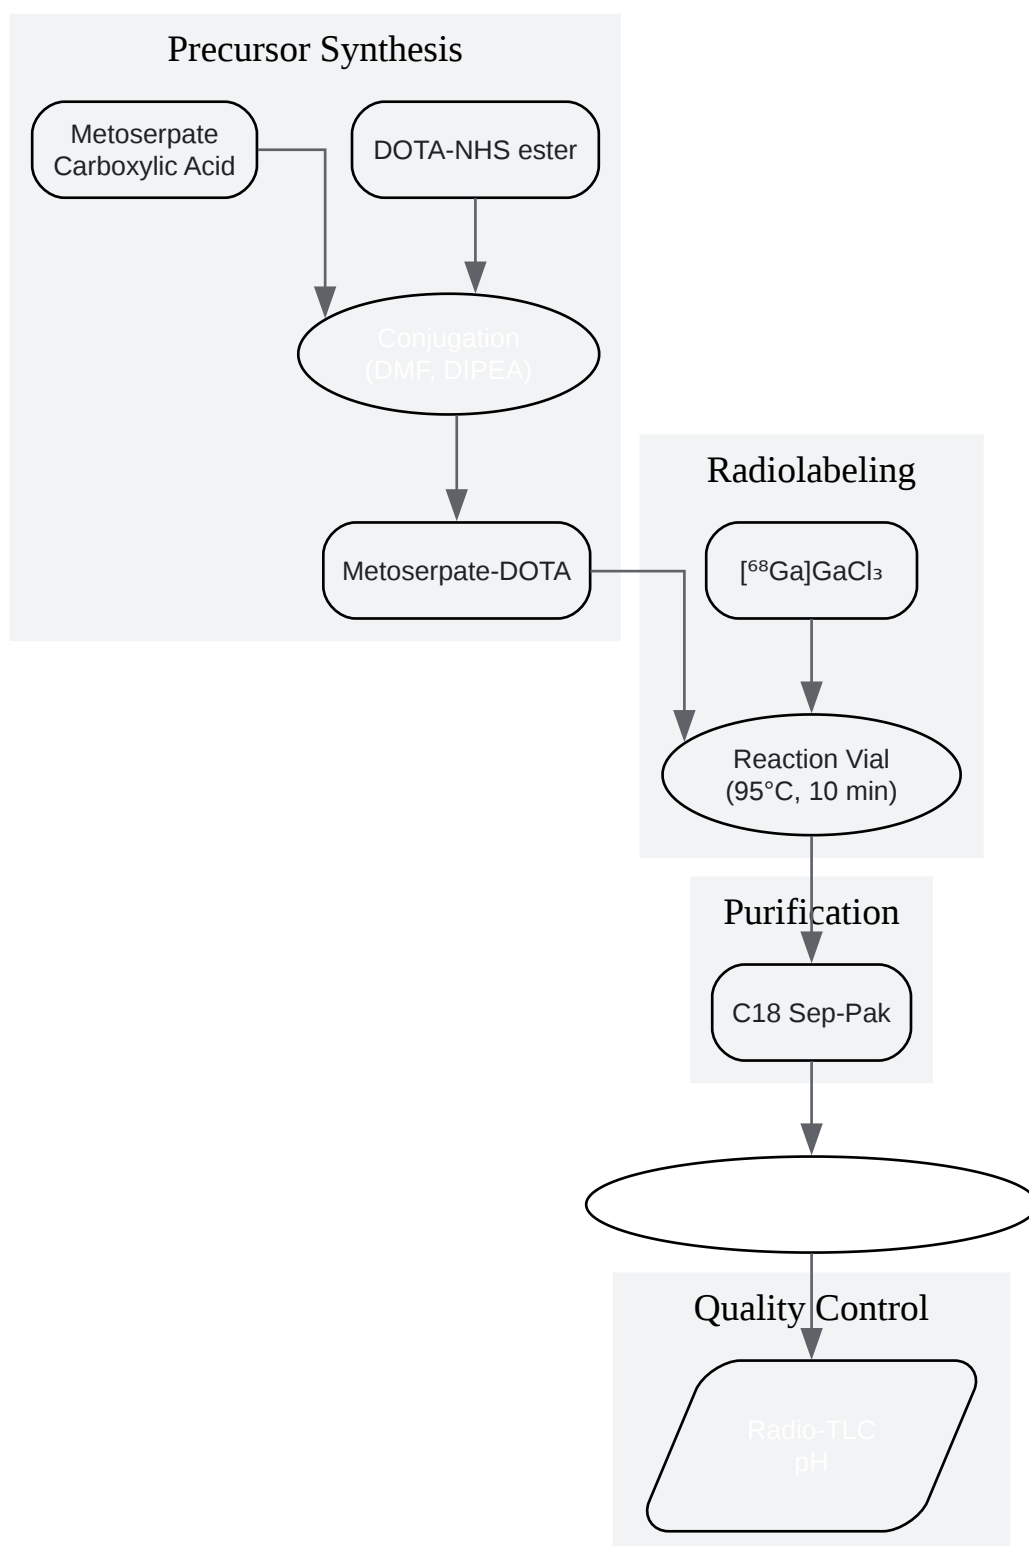 Precursor Synthesis
Metoserpate
Carboxylic Acid
DOTA-NHS ester
Conjugation
(DMF, DIPEA)
Metoserpate-DOTA
Radiolabeling
[⁶⁸Ga]GaCl₃
Reaction Vial
(95°C, 10 min)
Purification
C18 Sep-Pak
Quality Control
Radio-TLC
pH